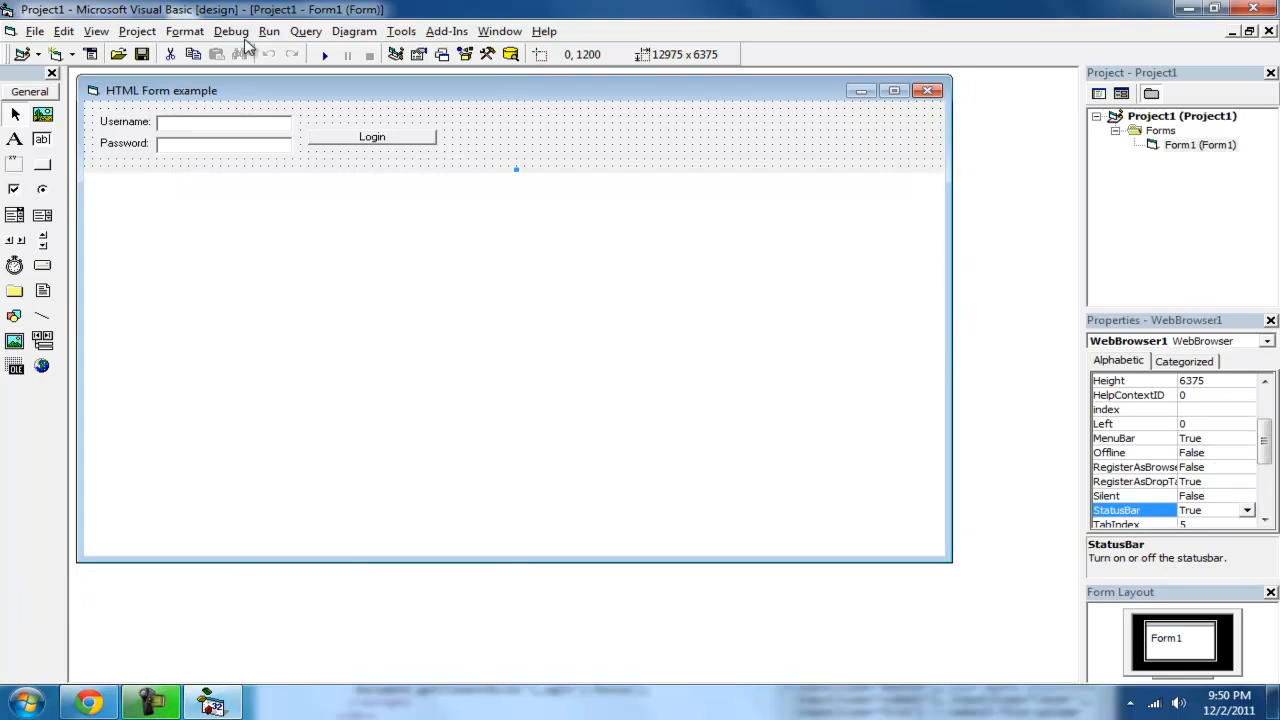 Project1 - Microsoft Visual Basic [design] - [Project1 - Form1 (Form)]
File Edit View Project Format Debug Run Query Diagram Tools Add-Ins Window Help
0, 1200 12975 x 6375
General
A ab|
xv
OLE
HTML Form example
Username:
Password:
Login
Project - Project1
Project1 (Project1)
Forms
Form1 (Form1)
Properties - WebBrowser1
WebBrowser1 WebBrowser
Alphabetic Categorized
Height 6375
HelpContextID 0
index
Left 0
MenuBar True
Offline False
RegisterAsBrowse False
RegisterAsDropTa True
Silent False
StatusBar True
TabIndex 5
StatusBar
Turn on or off the statusbar.
Form Layout
Form1
32
9:50 PM
12/2/2011